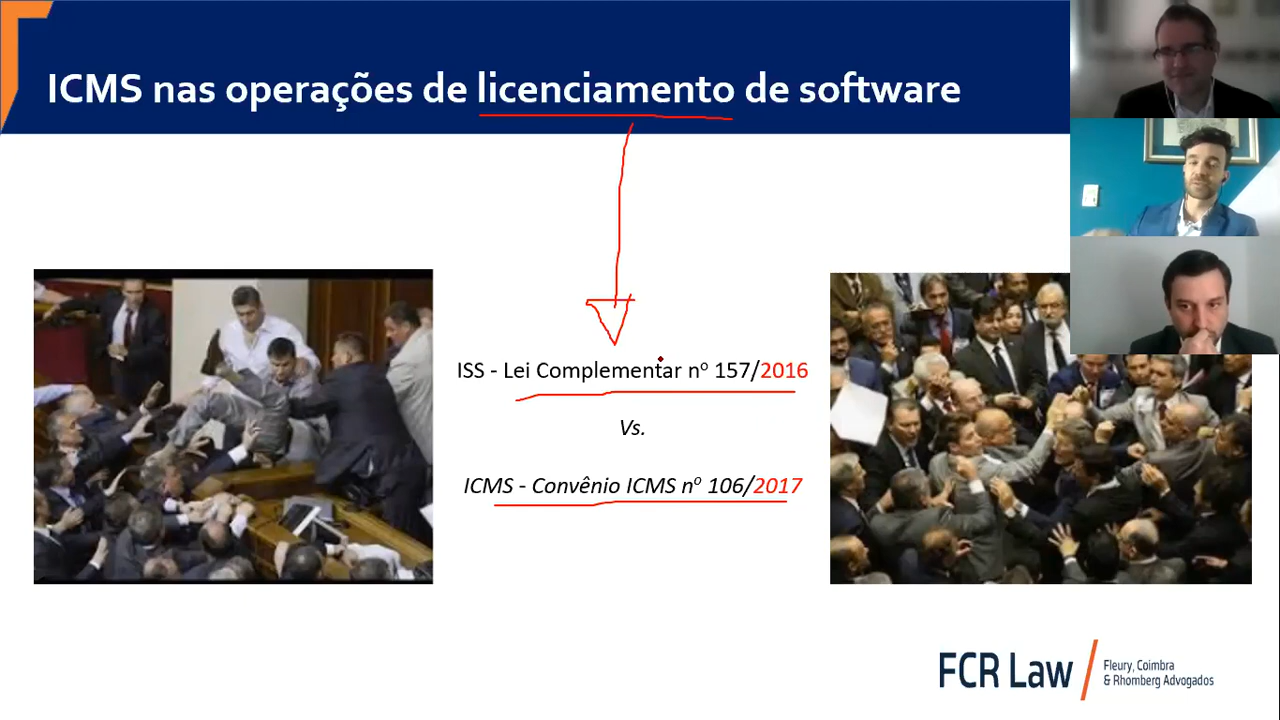 ICMS nas operações de licenciamento de software
ISS - Lei Complementar nº 157/2016
Vs.
ICMS - Convênio ICMS nº 106/2017
FCR Law
Fleury, Coimbra
& Rhomberg Advogados